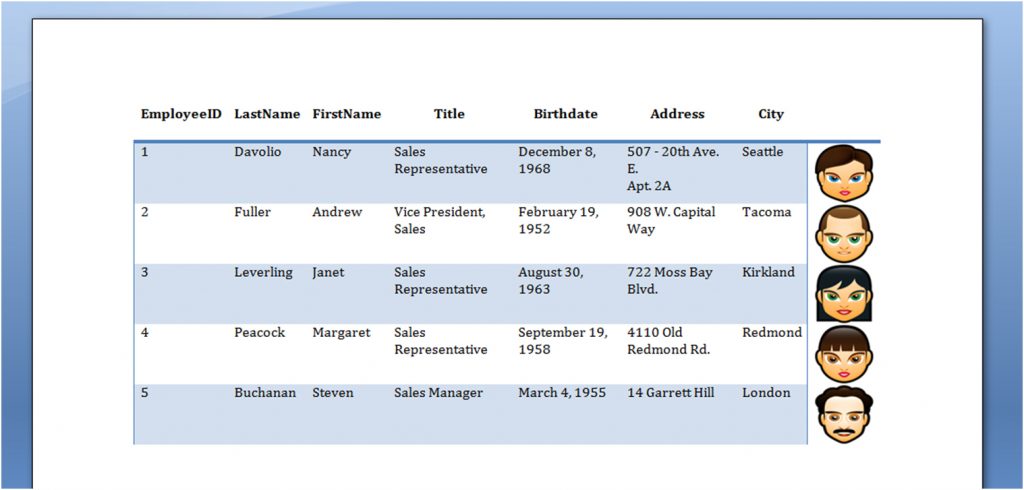 EmployeeID LastName FirstName Title Birthdate Address City
1 Davolio Nancy Sales December 8, 507 - 20th Ave. Seattle
Representative 1968 E.
Apt. 2A
2 Fuller Andrew Vice President, February 19, 908 W. Capital Tacoma
Sales 1952 Way
3 Leverling Janet Sales August 30, 722 Moss Bay Kirkland
Representative 1963 Blvd.
4 Peacock Margaret Sales September 19, 4110 Old Redmond
Representative 1958 Redmond Rd.
5 Buchanan Steven Sales Manager March 4, 1955 14 Garrett Hill London